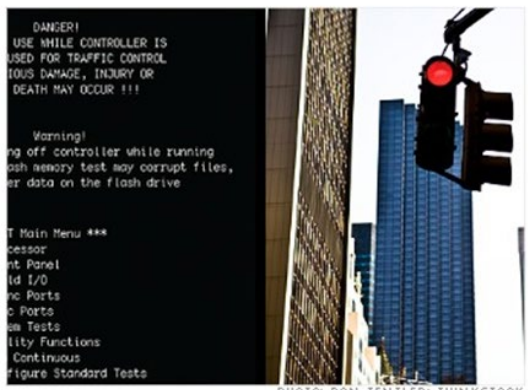 DANGER!
USE WHILE CONTROLLER IS
USED FOR TRAFFIC CONTROL
IOUS DAMAGE, INJURY OR
DEATH MAY OCCUR !!!
Warning!
ng off controller while running
ash memory test may corrupt files,
er data on the flash drive
T Main Menu ***
cessor
nt Panel
ld I/O
nc Ports
c Ports
em Tests
lity Functions
Continuous
figure Standard Tests